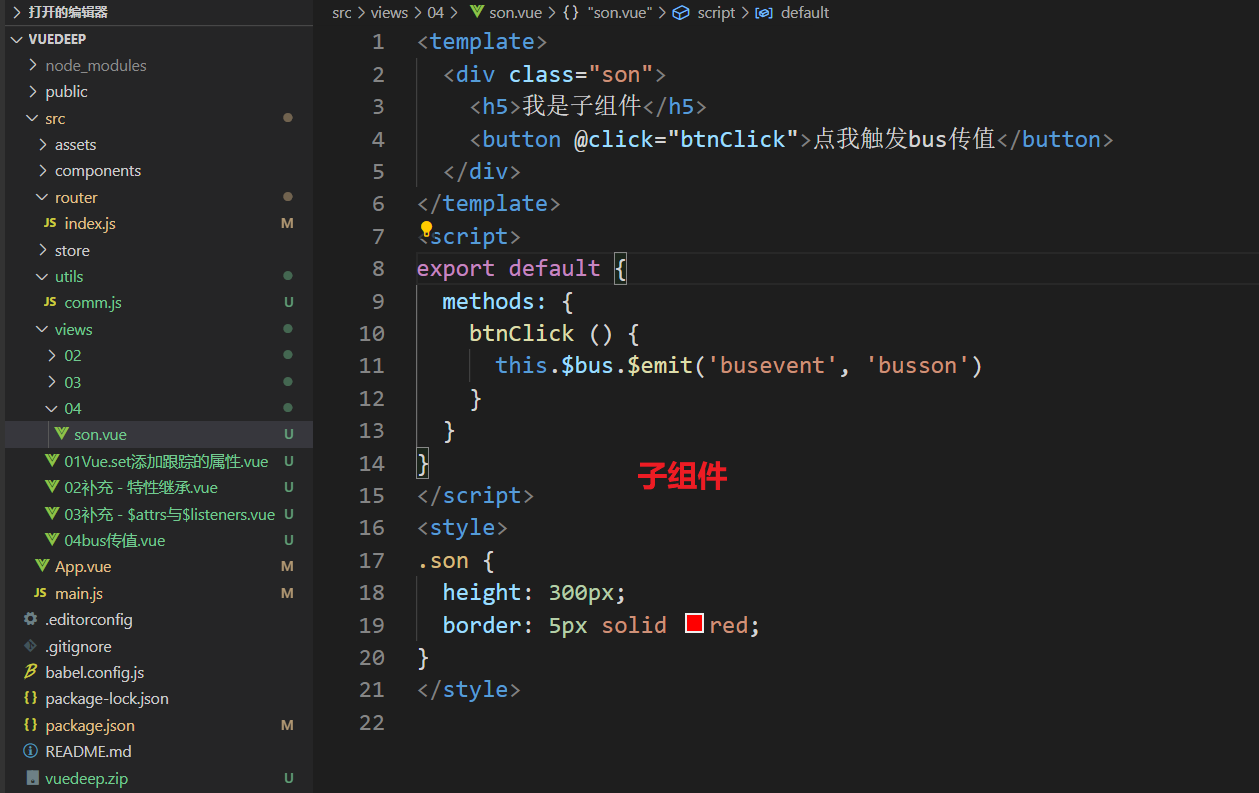 打开的编辑器
VUEDEEP
node_modules
public
src
assets
components
router
JS index.js M
store
utils
JS comm.js U
views
02
03
04
son.vue U
01Vue.set添加跟踪的属性.vue U
02补充 - 特性继承.vue U
03补充 - $attrs与$listeners.vue U
04bus传值.vue U
App.vue M
JS main.js M
.editorconfig
.gitignore
babel.config.js
{} package-lock.json
{} package.json M
README.md
vuedeep.zip U
src > views > 04 > son.vue > {} "son.vue" > script > default
1 <template>
2 <div class="son">
3 <h5>我是子组件</h5>
4 <button @click="btnClick">点我触发bus传值</button>
5 </div>
6 </template>
7 <script>
8 export default {
9 methods: {
10 btnClick () {
11 this.$bus.$emit('busevent', 'busson')
12 }
13 }
14 }
子组件
15 </script>
16 <style>
17 .son {
18 height: 300px;
19 border: 5px solid red;
20 }
21 </style>
22